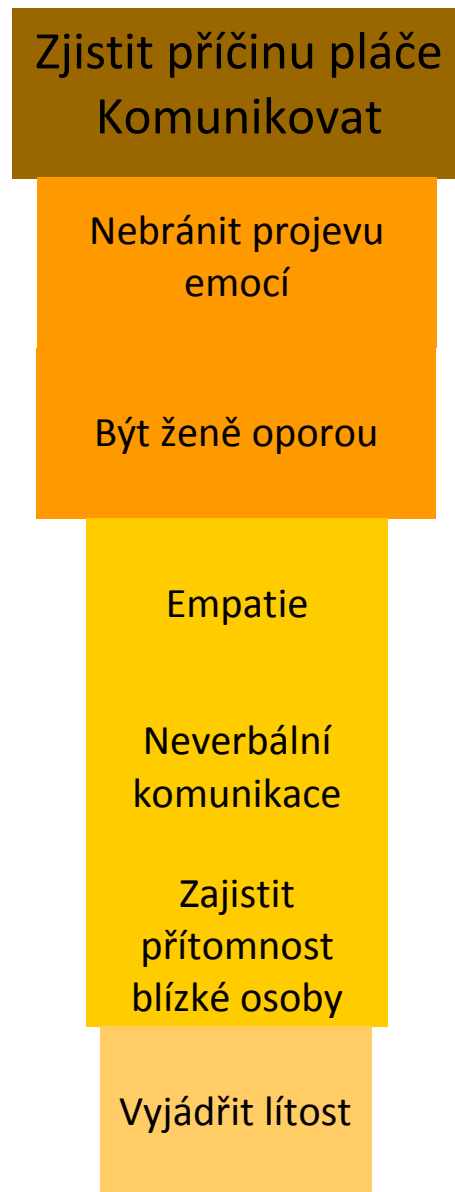 Zjistit příčinu pláče
Komunikovat
Nebránit projevu
emocí
Být ženě oporou
Empatie
Neverbální
komunikace
Zajistit
přítomnost
blízké osoby
Vyjádřit lítost